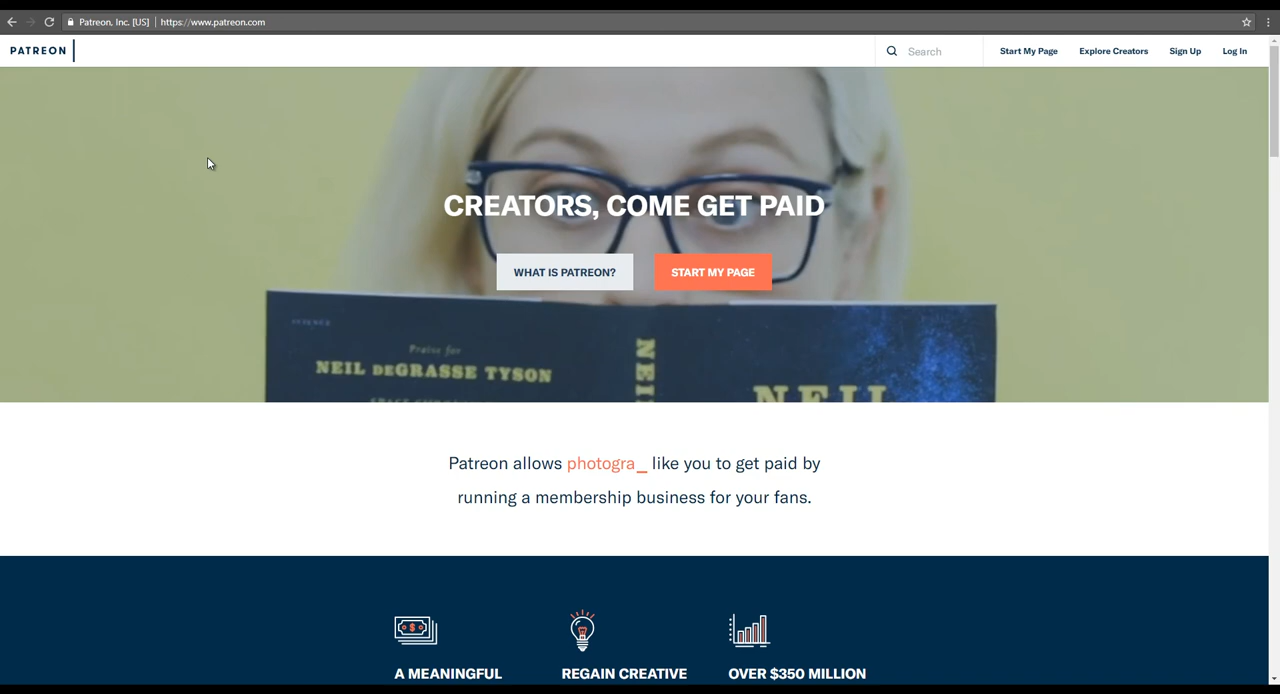 Patreon, Inc. [US] | https://www.patreon.com
PATREON
Search
Start My Page
Explore Creators
Sign Up
Log In
CREATORS, COME GET PAID
WHAT IS PATREON?
START MY PAGE
SCIENCE
Praise for
NEIL DEGRASSE TYSON
NEIL
NEIL
Patreon allows photogra_ like you to get paid by
running a membership business for your fans.
A MEANINGFUL
REGAIN CREATIVE
OVER $350 MILLION